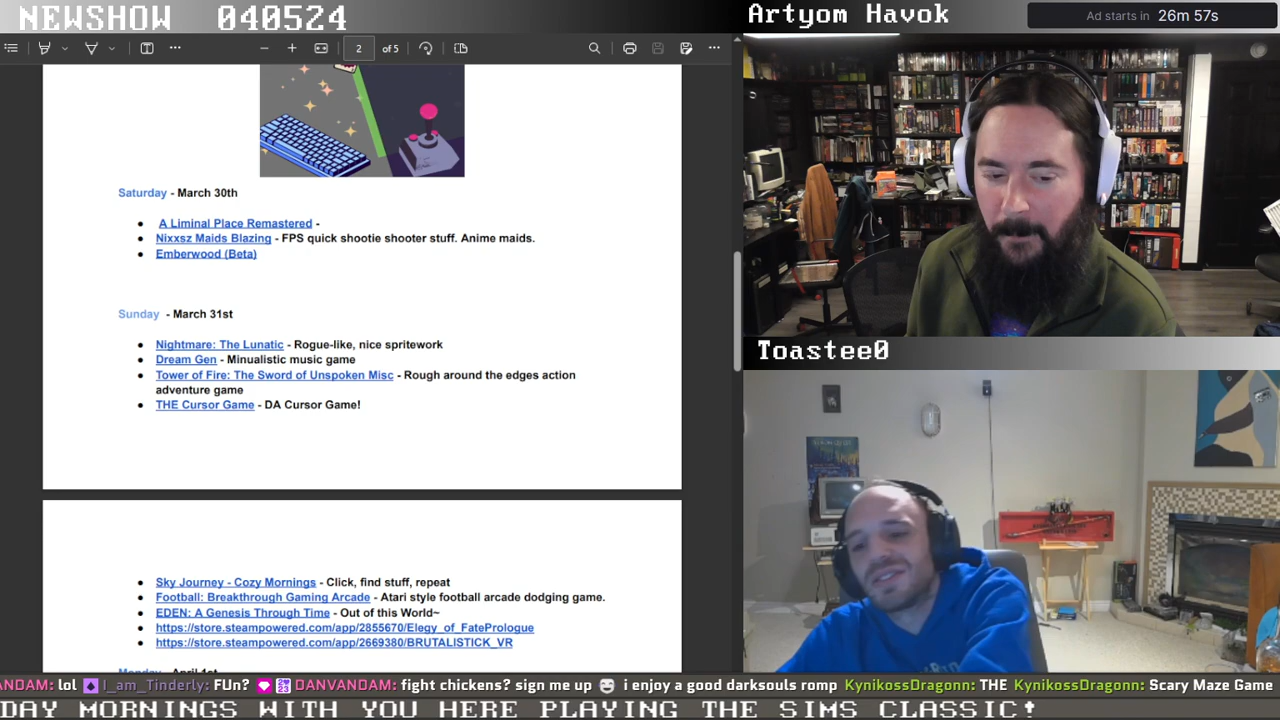 NEWSHOW 040524
Artyom Havok
Ad starts in 26m 57s
2 of 5
Saturday - March 30th
A Liminal Place Remastered -
Nixxsz Maids Blazing - FPS quick shootie shooter stuff. Anime maids.
Emberwood (Beta)
Sunday - March 31st
Nightmare: The Lunatic - Rogue-like, nice spritework
Dream Gen - Minualistic music game
Tower of Fire: The Sword of Unspoken Misc - Rough around the edges action
adventure game
THE Cursor Game - DA Cursor Game!
Toastee0
Sky Journey - Cozy Mornings - Click, find stuff, repeat
Football: Breakthrough Gaming Arcade - Atari style football arcade dodging game.
EDEN: A Genesis Through Time - Out of this World~
https://store.steampowered.com/app/2855670/Elegy_of_FatePrologue
https://store.steampowered.com/app/2669380/BRUTALISTICK_VR
Monday - April 1st
ANDAM: lol I_am_Tinderly: FUn? DANVANDAM: fight chickens? sign me up i enjoy a good darksouls romp KynikossDragonn: THE KynikossDragonn: Scary Maze Game
DAY MORNINGS WITH YOU HERE PLAYING THE SIMS CLASSIC!